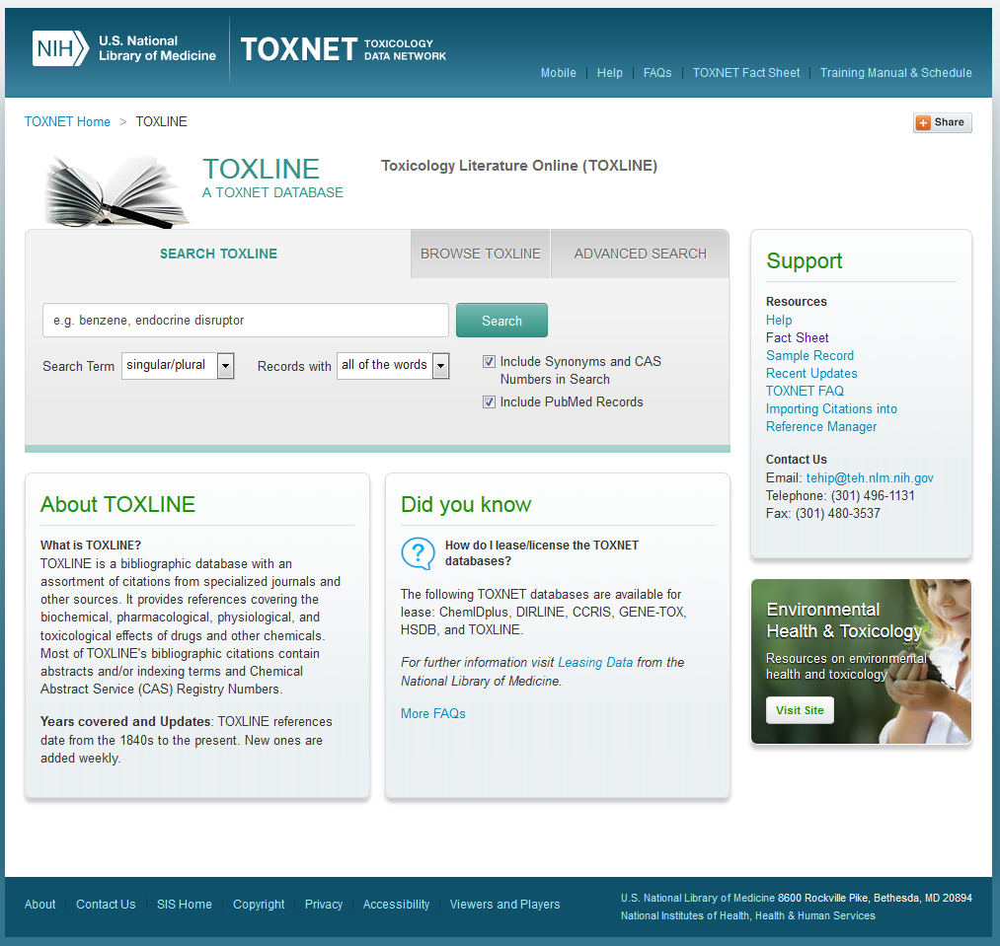 NIH U.S. National
Library of Medicine
TOXNET TOXICOLOGY
DATA NETWORK
Mobile | Help | FAQs | TOXNET Fact Sheet | Training Manual & Schedule
TOXNET Home > TOXLINE
Share
TOXLINE
A TOXNET DATABASE
Toxicology Literature Online (TOXLINE)
SEARCH TOXLINE
BROWSE TOXLINE
ADVANCED SEARCH
e.g. benzene, endocrine disruptor
Search
Search Term singular/plural Records with all of the words
Include Synonyms and CAS
Numbers in Search
Include PubMed Records
Support
Resources
Help
Fact Sheet
Sample Record
Recent Updates
TOXNET FAQ
Importing Citations into
Reference Manager
Contact Us
Email: tehip@teh.nlm.nih.gov
Telephone: (301) 496-1131
Fax: (301) 480-3537
About TOXLINE
What is TOXLINE?
TOXLINE is a bibliographic database with an
assortment of citations from specialized journals and
other sources. It provides references covering the
biochemical, pharmacological, physiological, and
toxicological effects of drugs and other chemicals.
Most of TOXLINE's bibliographic citations contain
abstracts and/or indexing terms and Chemical
Abstract Service (CAS) Registry Numbers.
Years covered and Updates: TOXLINE references
date from the 1840s to the present. New ones are
added weekly.
Did you know
? How do I lease/license the TOXNET
databases?
The following TOXNET databases are available for
lease: ChemIDplus, DIRLINE, CCRIS, GENE-TOX,
HSDB, and TOXLINE.
For further information visit Leasing Data from the
National Library of Medicine.
More FAQs
Environmental
Health & Toxicology
Resources on environmental
health and toxicology
Visit Site
About | Contact Us | SIS Home | Copyright | Privacy | Accessibility | Viewers and Players
U.S. National Library of Medicine 8600 Rockville Pike, Bethesda, MD 20894
National Institutes of Health, Health & Human Services